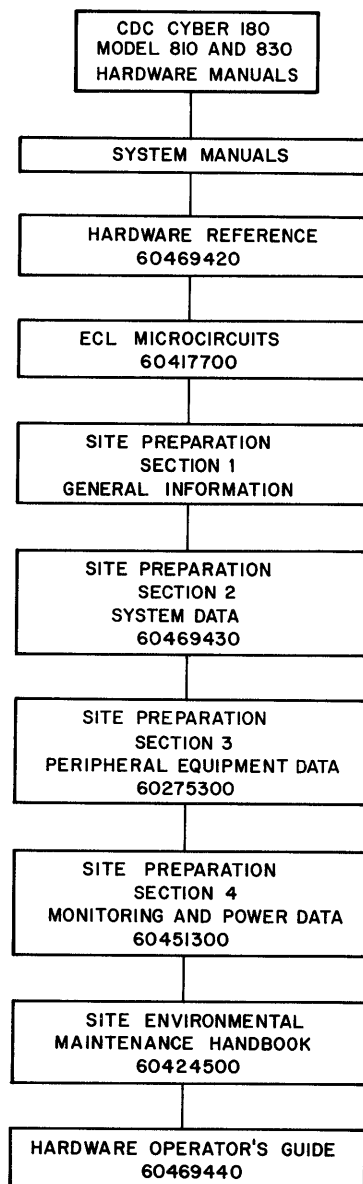 CDC CYBER 180
MODEL 810 AND 830
HARDWARE MANUALS
SYSTEM MANUALS
HARDWARE REFERENCE
60469420
ECL MICROCIRCUITS
60417700
SITE PREPARATION
SECTION 1
GENERAL INFORMATION
SITE PREPARATION
SECTION 2
SYSTEM DATA
60469430
SITE PREPARATION
SECTION 3
PERIPHERAL EQUIPMENT DATA
60275300
SITE PREPARATION
SECTION 4
MONITORING AND POWER DATA
60451300
SITE ENVIRONMENTAL
MAINTENANCE HANDBOOK
60424500
HARDWARE OPERATOR'S GUIDE
60469440